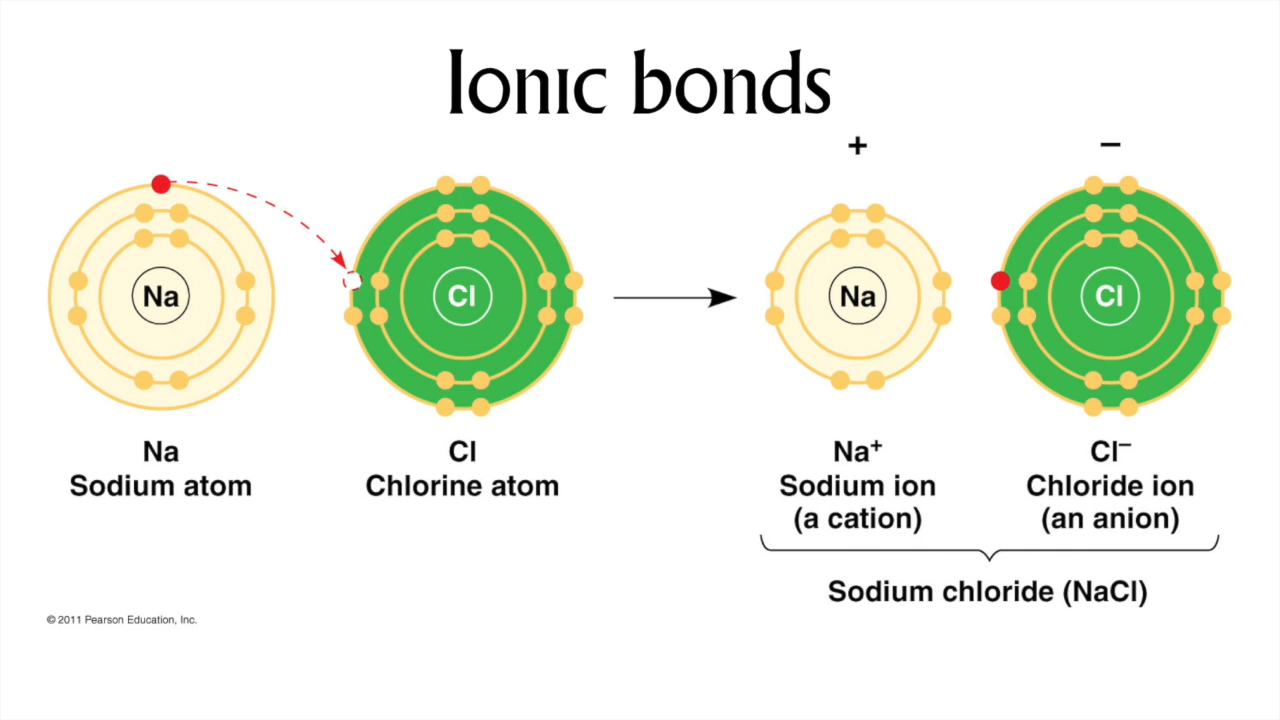 Ionic bonds
+
–
Na
Cl
Na
Cl
Na
Sodium atom
Cl
Chlorine atom
Na⁺
Sodium ion
(a cation)
Cl⁻
Chloride ion
(an anion)
Sodium chloride (NaCl)
© 2011 Pearson Education, Inc.